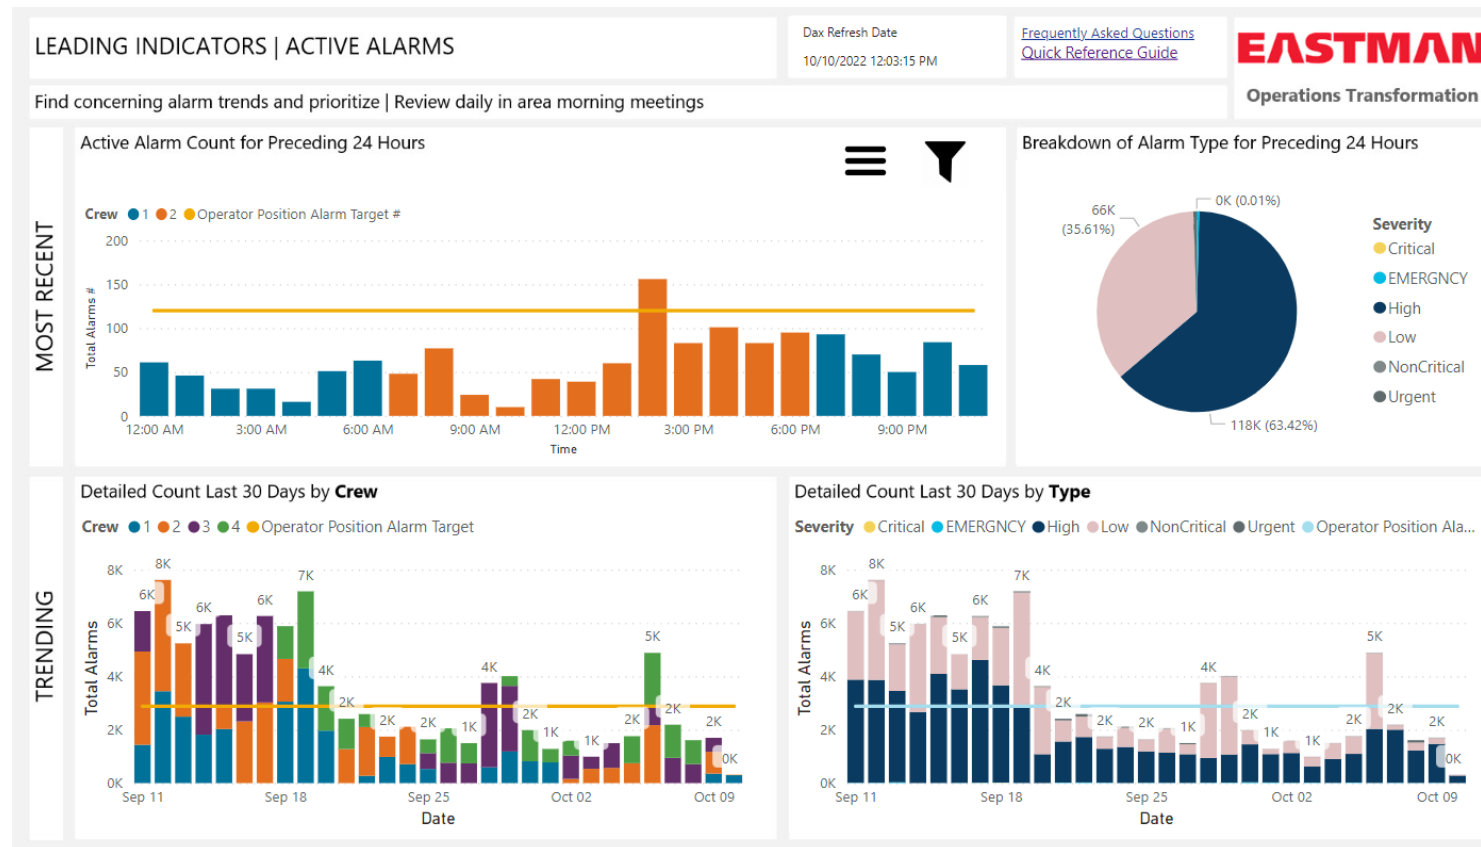 LEADING INDICATORS | ACTIVE ALARMS
Dax Refresh Date
10/10/2022 12:03:15 PM
Frequently Asked Questions
Quick Reference Guide
EASTMAN
Operations Transformation
Find concerning alarm trends and prioritize | Review daily in area morning meetings
MOST RECENT
Active Alarm Count for Preceding 24 Hours
Crew 1 2 Operator Position Alarm Target #
Total Alarms #
200
150
100
50
0
12:00 AM 3:00 AM 6:00 AM 9:00 AM 12:00 PM 3:00 PM 6:00 PM 9:00 PM
Time
Breakdown of Alarm Type for Preceding 24 Hours
0K (0.01%)
66K
(35.61%)
118K (63.42%)
Severity
Critical
EMERGNCY
High
Low
NonCritical
Urgent
TRENDING
Detailed Count Last 30 Days by Crew
Crew 1 2 3 4 Operator Position Alarm Target
Total Alarms
8K
6K
4K
2K
0K
6K 8K 5K 6K 5K 6K 7K 4K 2K 2K 2K 1K 4K 2K 1K 1K 2K 5K 2K 2K 0K
Sep 11 Sep 18 Sep 25 Oct 02 Oct 09
Date
Detailed Count Last 30 Days by Type
Severity Critical EMERGNCY High Low NonCritical Urgent Operator Position Ala...
Total Alarms
8K
6K
4K
2K
0K
6K 8K 5K 6K 5K 6K 7K 4K 2K 2K 2K 1K 4K 2K 1K 1K 2K 5K 2K 2K 0K
Sep 11 Sep 18 Sep 25 Oct 02 Oct 09
Date